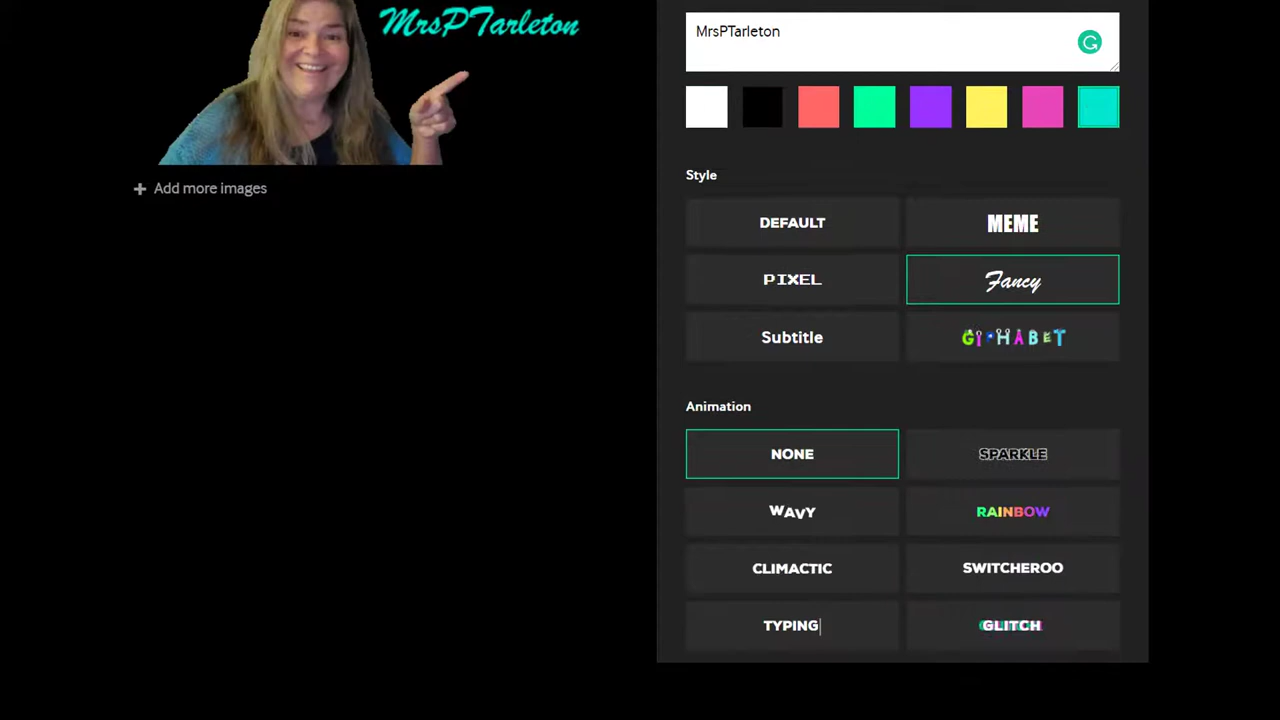 MrsPTarleton
MrsPTarleton
Add more images
Style
DEFAULT
MEME
PIXEL
Fancy
Subtitle
GIPHABET
Animation
NONE
SPARKLE
WAVY
RAINBOW
CLIMACTIC
SWITCHEROO
TYPING
GLITCH